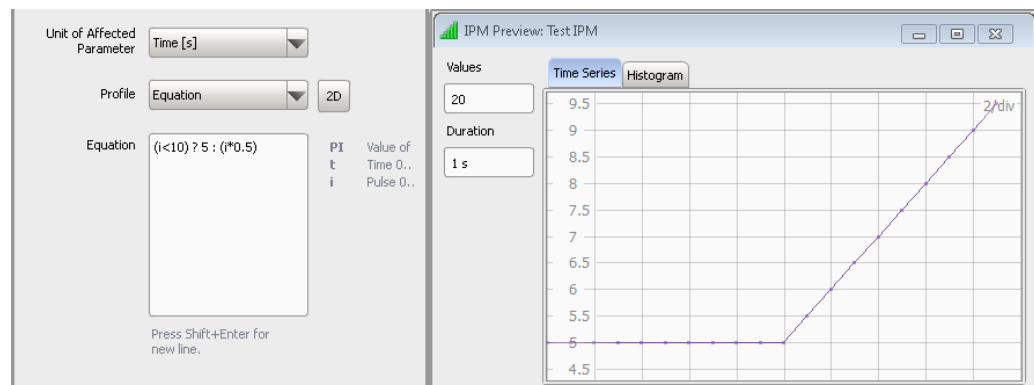 Unit of Affected
Parameter
Time [s]
Profile
Equation
2D
Equation
(i<10) ? 5 : (i*0.5)
PI Value of
t Time 0..
i Pulse 0..
Press Shift+Enter for
new line.
IPM Preview: Test IPM
Values
20
Duration
1 s
Time Series
Histogram
2/div
9.5
9
8.5
8
7.5
7
6.5
6
5.5
5
4.5